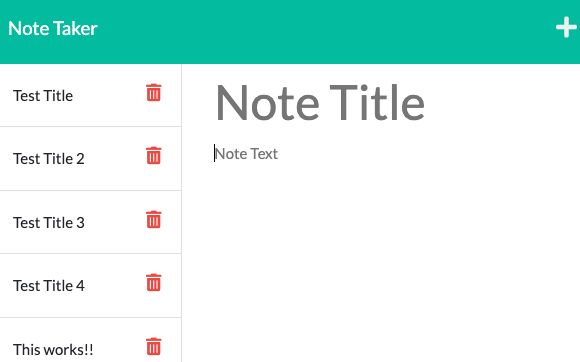 Note Taker
Test Title
Test Title 2
Test Title 3
Test Title 4
This works!!
Note Title
Note Text